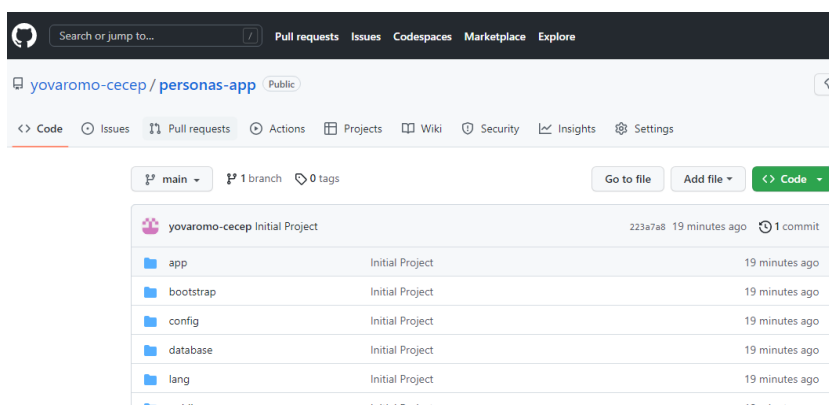 Search or jump to... / Pull requests Issues Codespaces Marketplace Explore
yovaromo-cecep / personas-app Public
<> Code Issues Pull requests Actions Projects Wiki Security Insights Settings
main 1 branch 0 tags Go to file Add file <> Code
yovaromo-cecep Initial Project 223a7a8 19 minutes ago 1 commit
app Initial Project 19 minutes ago
bootstrap Initial Project 19 minutes ago
config Initial Project 19 minutes ago
database Initial Project 19 minutes ago
lang Initial Project 19 minutes ago